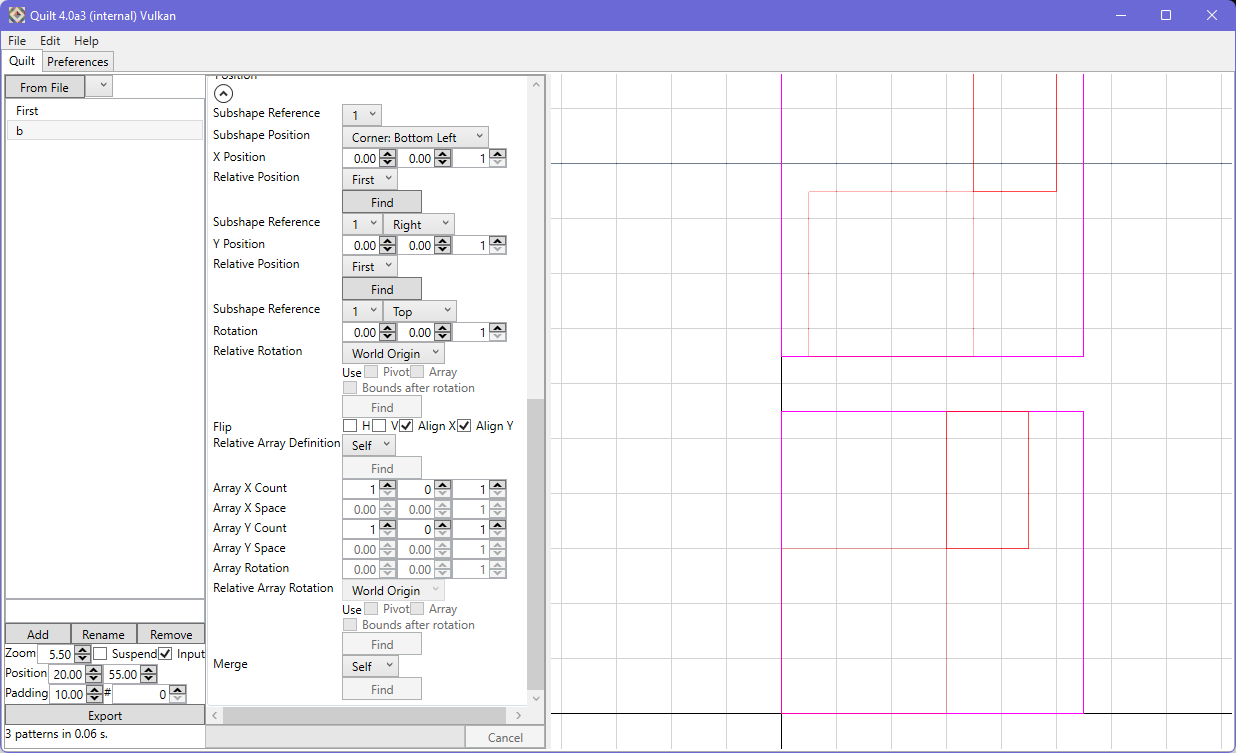 Quilt 4.0a3 (internal) Vulkan
File Edit Help
Quilt Preferences
From File
First
b
Position
Subshape Reference 1
Subshape Position Corner: Bottom Left
X Position 0.00 0.00 1
Relative Position First
Find
Subshape Reference 1 Right
Y Position 0.00 0.00 1
Relative Position First
Find
Subshape Reference 1 Top
Rotation 0.00 0.00 1
Relative Rotation World Origin
Use Pivot Array
Bounds after rotation
Find
Flip H V Align X Align Y
Relative Array Definition Self
Find
Array X Count 1 0 1
Array X Space 0.00 0.00 1
Array Y Count 1 0 1
Array Y Space 0.00 0.00 1
Array Rotation 0.00 0.00 1
Relative Array Rotation World Origin
Use Pivot Array
Bounds after rotation
Find
Merge Self
Find
Add Rename Remove
Zoom 5.50 Suspend Input
Position 20.00 55.00
Padding 10.00 # 0
Export
3 patterns in 0.06 s.
Cancel